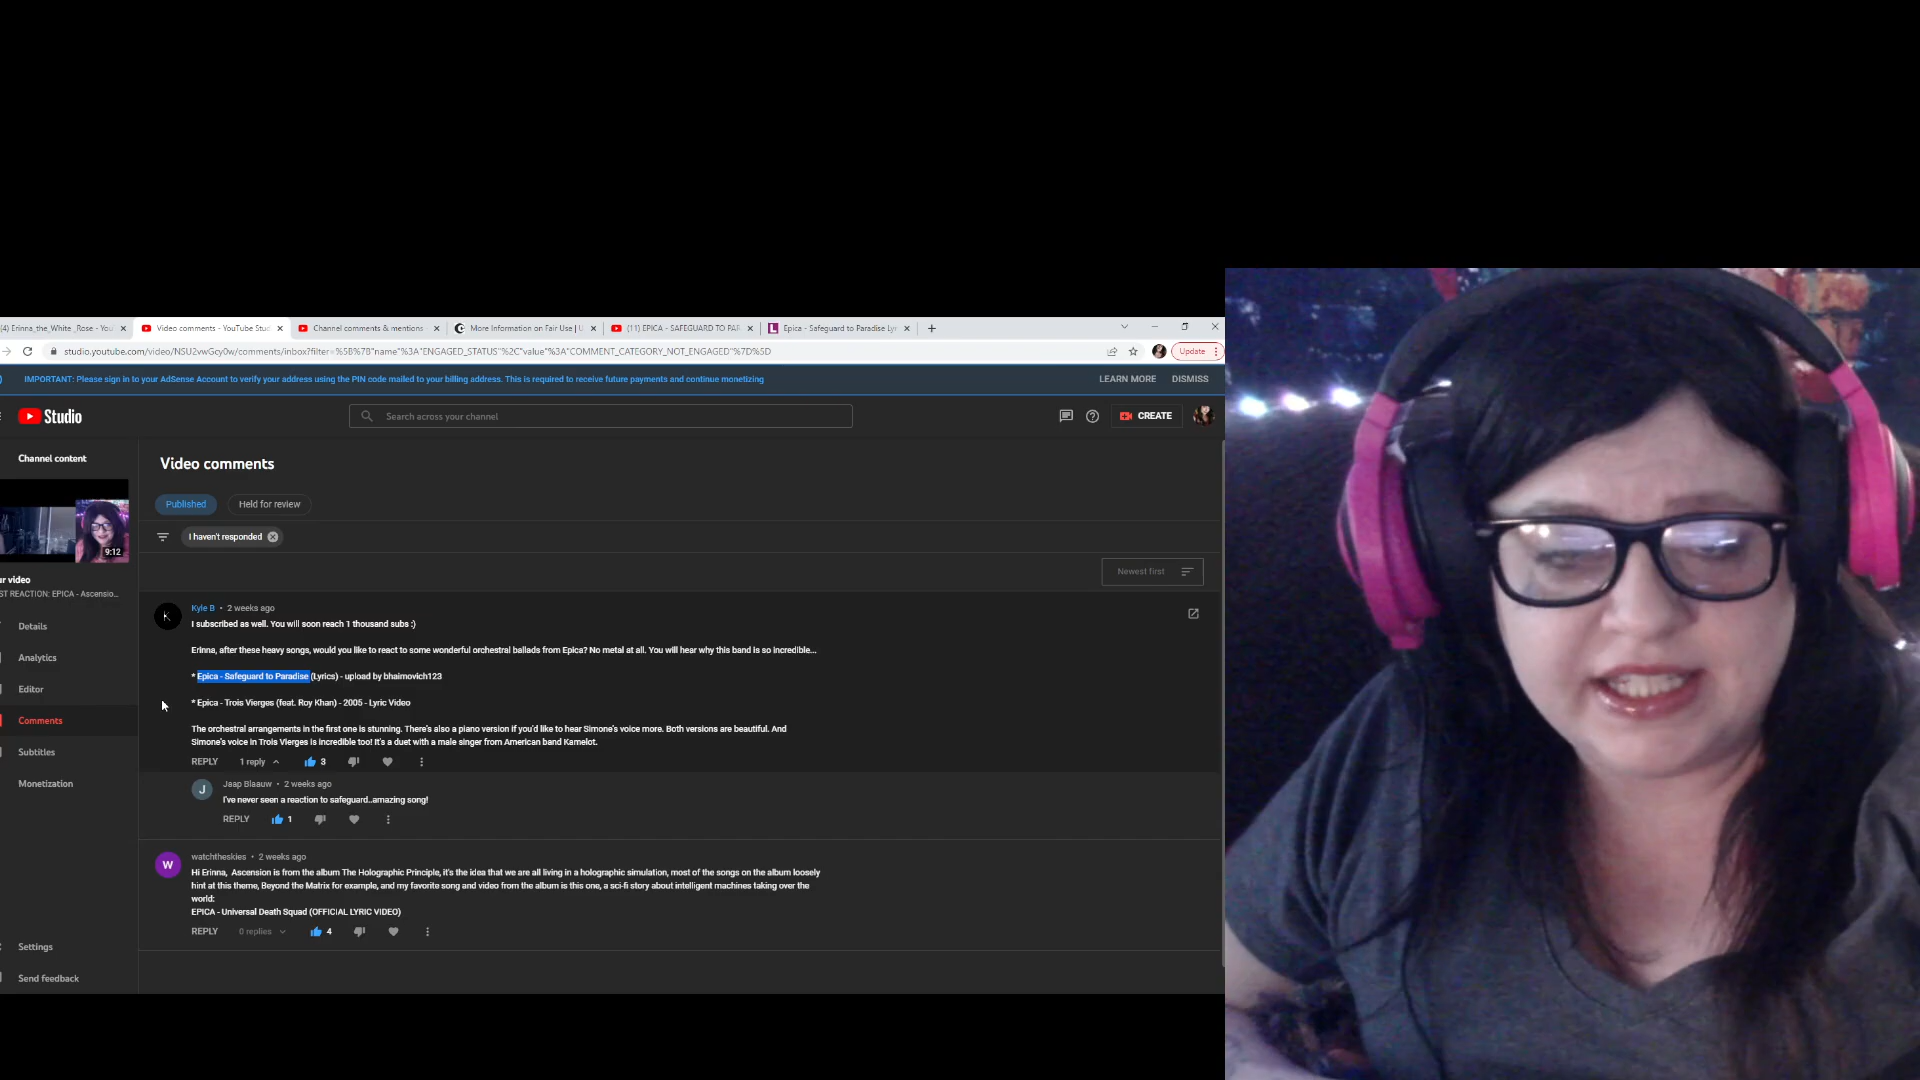 (4) Erinna_the_White_Rose - You
Video comments - YouTube Stud
Channel comments & mentions
More Information on Fair Use | U
(11) EPICA - SAFEGUARD TO PAR
Epica - Safeguard to Paradise Lyr
studio.youtube.com/video/NSU2vwGcy0w/comments/inbox?filter=%5B%7B"name"%3A"ENGAGED_STATUS"%2C"value"%3A"COMMENT_CATEGORY_NOT_ENGAGED"%7D%5D
Update
IMPORTANT: Please sign in to your AdSense Account to verify your address using the PIN code mailed to your billing address. This is required to receive future payments and continue monetizing
LEARN MORE
DISMISS
Studio
Search across your channel
CREATE
Channel content
9:12
ur video
ST REACTION: EPICA - Ascensio...
Details
Analytics
Editor
Comments
Subtitles
Monetization
Settings
Send feedback
Video comments
Published
Held for review
I haven't responded
Newest first
K
Kyle B • 2 weeks ago
I subscribed as well. You will soon reach 1 thousand subs :)
Erinna, after these heavy songs, would you like to react to some wonderful orchestral ballads from Epica? No metal at all. You will hear why this band is so incredible...
* Epica - Safeguard to Paradise (Lyrics) - upload by bhaimovich123
* Epica - Trois Vierges (feat. Roy Khan) - 2005 - Lyric Video
The orchestral arrangements in the first one is stunning. There's also a piano version if you'd like to hear Simone's voice more. Both versions are beautiful. And
Simone's voice in Trois Vierges is incredible too! It's a duet with a male singer from American band Kamelot.
REPLY 1 reply 3
J
Jaap Blaauw • 2 weeks ago
I've never seen a reaction to safeguard..amazing song!
REPLY 1
W
watchtheskies • 2 weeks ago
Hi Erinna, Ascension is from the album The Holographic Principle, it's the idea that we are all living in a holographic simulation, most of the songs on the album loosely
hint at this theme, Beyond the Matrix for example, and my favorite song and video from the album is this one, a sci-fi story about intelligent machines taking over the
world:
EPICA - Universal Death Squad (OFFICIAL LYRIC VIDEO)
REPLY 0 replies 4